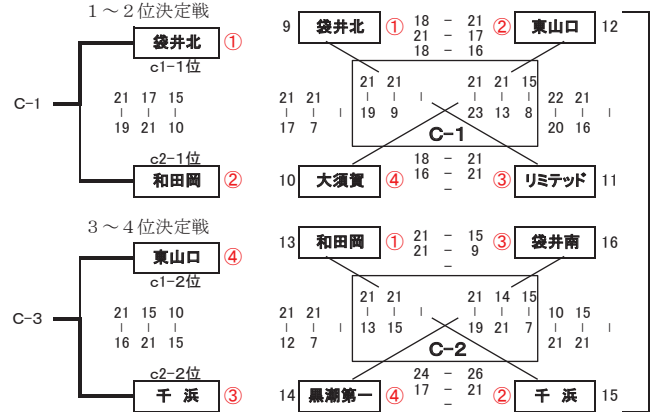 1～2位決定戦
袋井北 ①
c1-1位
C-1
21 17 15
| | |
19 21 10
c2-1位
和田岡 ②
3～4位決定戦
東山口 ④
c1-2位
C-3
21 15 10
| | |
16 21 15
c2-2位
千 浜 ③
9 袋井北 ① 18 - 21 ② 東山口 12
21 - 17
18 - 16
21 21 21 21 21 21 15 22 21
| | | | | | | | | | | |
17 7 19 9 23 13 8 20 16
C-1
18 - 21
10 大須賀 ④ 16 - 21 ③ リミテッド 11
-
13 和田岡 ① 21 - 15 ③ 袋井南 16
21 - 9
-
21 21 21 21 21 14 15 10 15
| | | | | | | | | | |
12 7 13 15 19 21 7 21 21
C-2
24 - 26
14 黒潮第一 ④ 17 - 21 ② 千 浜 15
-